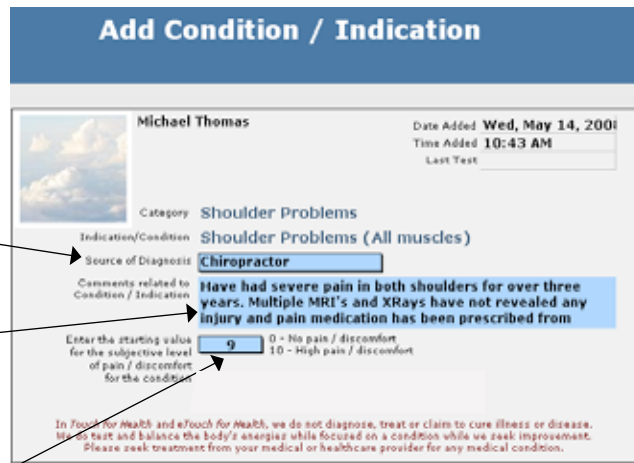 Add Condition / Indication
Michael Thomas
Date Added Wed, May 14, 200
Time Added 10:43 AM
Last Test
Category Shoulder Problems
Indication/Condition Shoulder Problems (All muscles)
Source of Diagnosis Chiropractor
Comments related to
Condition / Indication
Have had severe pain in both shoulders for over three
years. Multiple MRI's and XRays have not revealed any
injury and pain medication has been prescribed from
Enter the starting value
for the subjective level
of pain / discomfort
for the condition
9
0 - No pain / discomfort
10 - High pain / discomfort
In Touch for Health and eTouch for Health, we do not diagnose, treat or claim to cure illness or disease.
We do test and balance the body's energies while focused on a condition while we seek improvement.
Please seek treatment from your medical or healthcare provider for any medical condition.